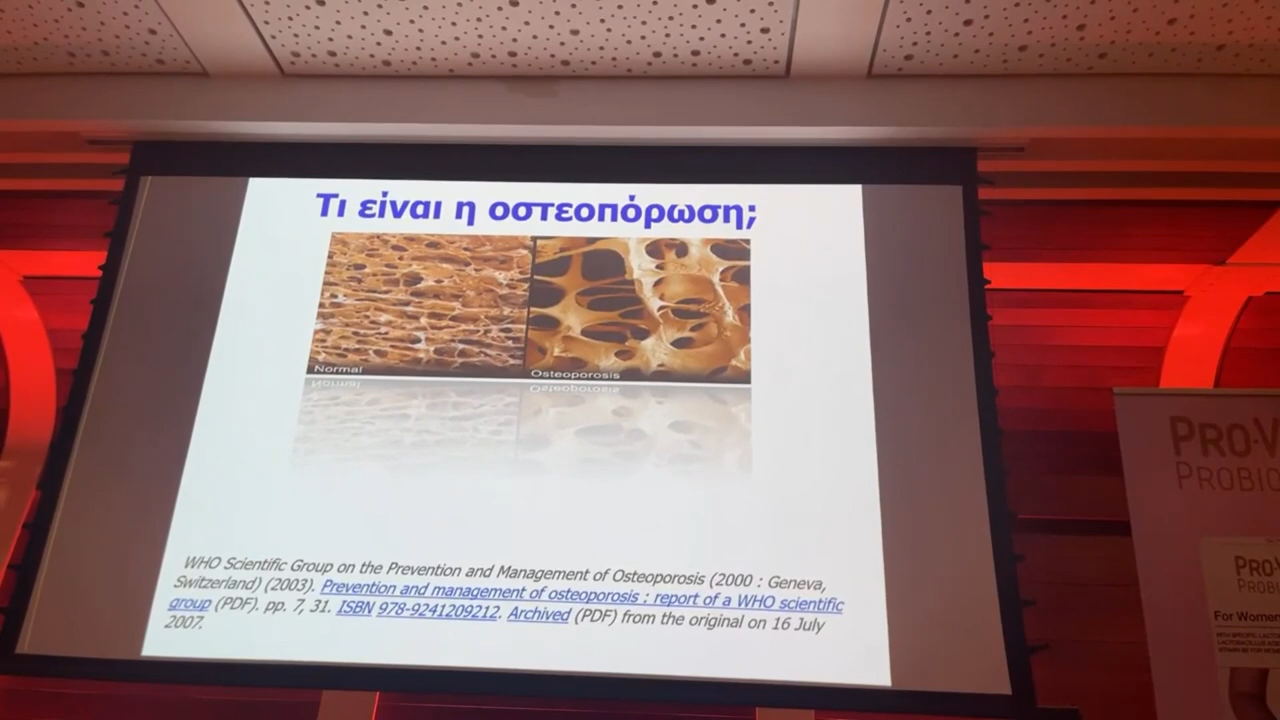 Τι είναι η οστεοπόρωση;
Normal
Osteoporosis
WHO Scientific Group on the Prevention and Management of Osteoporosis (2000 : Geneva,
Switzerland) (2003). Prevention and management of osteoporosis : report of a WHO scientific
group (PDF). pp. 7, 31. ISBN 978-9241209212. Archived (PDF) from the original on 16 July
2007.
PRO-V
PROBIO
PRO-V
PROBI
For Women